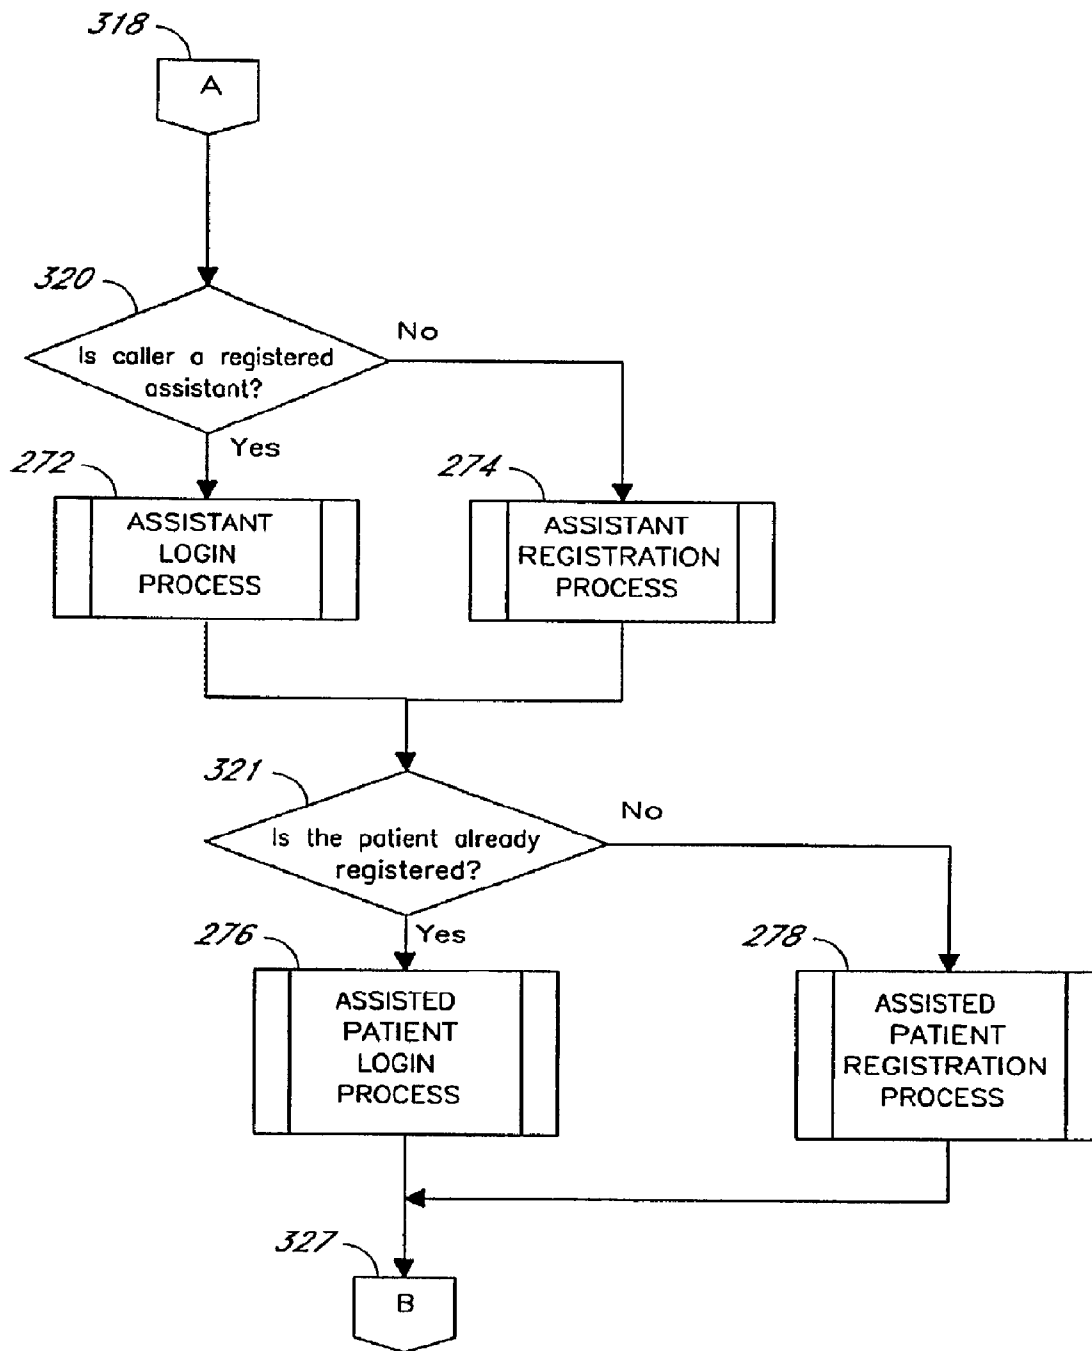 318
A
320
No
Is caller a registered
assistant?
Yes
272
274
ASSISTANT
LOGIN
PROCESS
ASSISTANT
REGISTRATION
PROCESS
321
No
Is the patient already
registered?
Yes
276
278
ASSISTED
PATIENT
LOGIN
PROCESS
ASSISTED
PATIENT
REGISTRATION
PROCESS
327
B